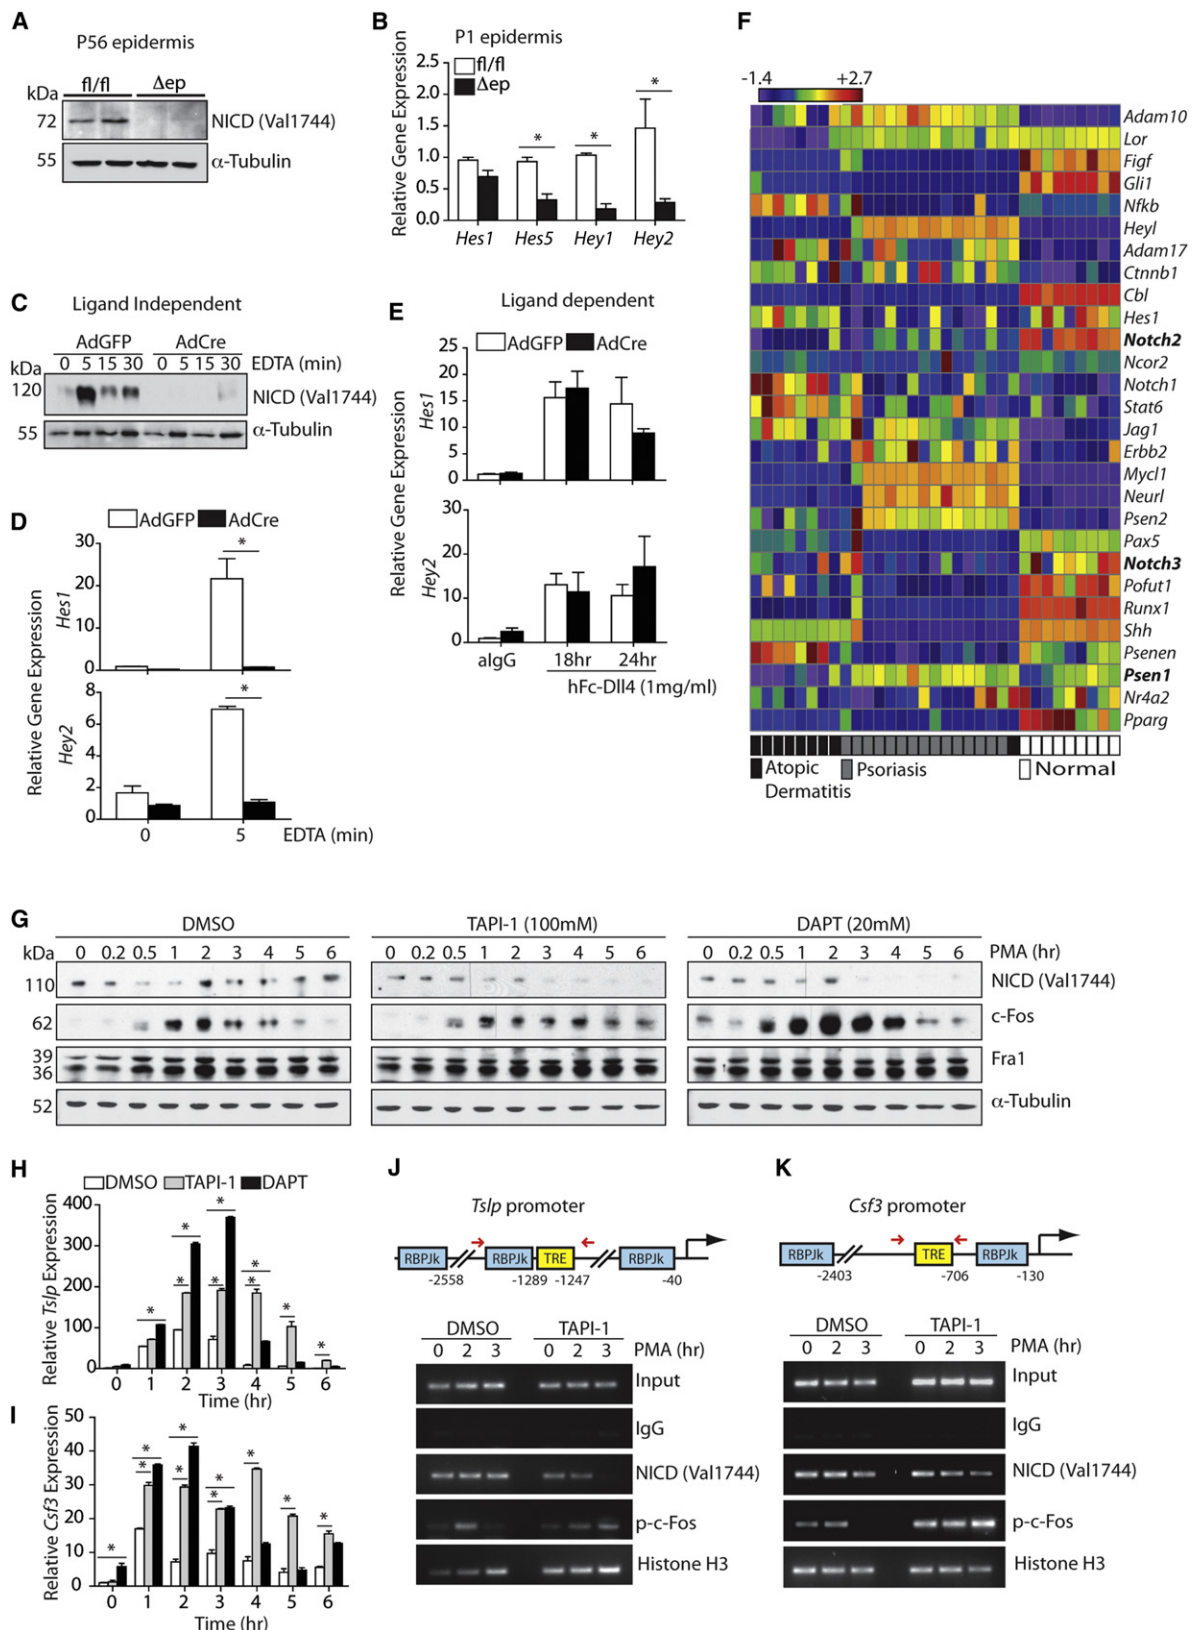 A
P56 epidermis
fl/fl Δep
kDa
72
NICD (Val1744)
55
α-Tubulin
B
P1 epidermis
fl/fl
Δep
Relative Gene Expression
2.5
2.0
1.5
1.0
0.5
0.0
*
*
*
Hes1 Hes5 Hey1 Hey2
C
Ligand Independent
AdGFP AdCre
0 5 15 30 0 5 15 30 EDTA (min)
kDa
120
NICD (Val1744)
55
α-Tubulin
D
AdGFP AdCre
Relative Gene Expression
Hes1
30
20
10
0
*
Hey2
8
6
4
2
0
*
0 5 EDTA (min)
E
Ligand dependent
AdGFP AdCre
Relative Gene Expression
Hes1
25
20
15
10
5
0
Hey2
30
20
10
0
algG 18hr 24hr
hFc-Dll4 (1mg/ml)
F
-1.4 +2.7
Adam10
Lor
Figf
Gli1
Nfkb
Heyl
Adam17
Ctnnb1
Cbl
Hes1
Notch2
Ncor2
Notch1
Stat6
Jag1
Erbb2
Mycl1
Neurl
Psen2
Pax5
Notch3
Pofut1
Runx1
Shh
Psenen
Psen1
Nr4a2
Pparg
Atopic Dermatitis
Psoriasis
Normal
G
DMSO TAPI-1 (100mM) DAPT (20mM)
kDa 0 0.2 0.5 1 2 3 4 5 6 0 0.2 0.5 1 2 3 4 5 6 0 0.2 0.5 1 2 3 4 5 6 PMA (hr)
110 NICD (Val1744)
62 c-Fos
39
36
Fra1
52 α-Tubulin
H
DMSO TAPI-1 DAPT
Relative Tslp Expression
400
300
200
100
0
* * * * * * * * * *
0 1 2 3 4 5 6
Time (hr)
I
Relative Csf3 Expression
50
40
30
20
10
0
* * * * * * * * * *
0 1 2 3 4 5 6
Time (hr)
J
Tslp promoter
RBPJk RBPJk TRE RBPJk
-2558 -1289 -1247 -40
DMSO TAPI-1
0 2 3 0 2 3 PMA (hr)
Input
IgG
NICD (Val1744)
p-c-Fos
Histone H3
K
Csf3 promoter
RBPJk TRE RBPJk
-2403 -706 -130
DMSO TAPI-1
0 2 3 0 2 3 PMA (hr)
Input
IgG
NICD (Val1744)
p-c-Fos
Histone H3